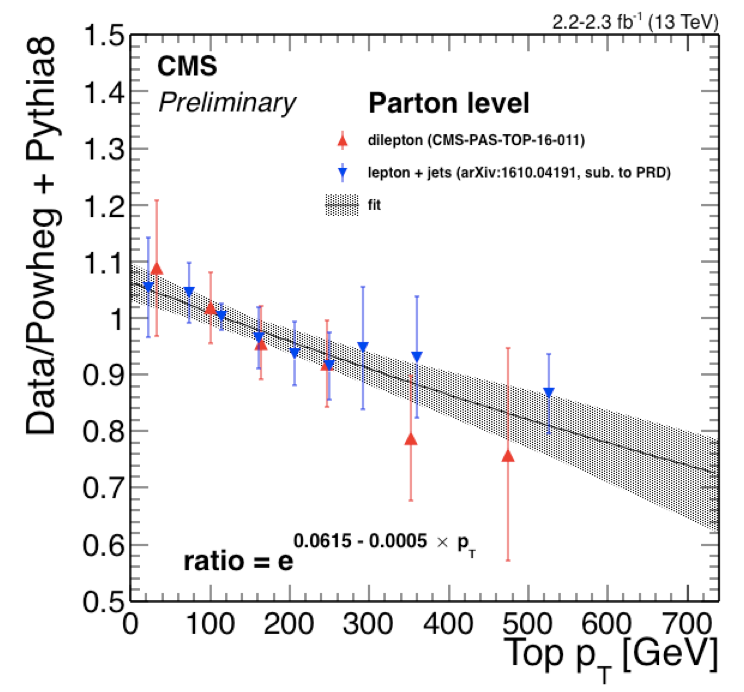 2.2-2.3 fb-1 (13 TeV)
Data/Powheg + Pythia8
1.5
1.4
1.3
1.2
1.1
1
0.9
0.8
0.7
0.6
0.5
CMS
Preliminary
Parton level
dilepton (CMS-PAS-TOP-16-011)
lepton + jets (arXiv:1610.04191, sub. to PRD)
fit
ratio = e^0.0615 - 0.0005 × pT
0 100 200 300 400 500 600 700
Top pT [GeV]